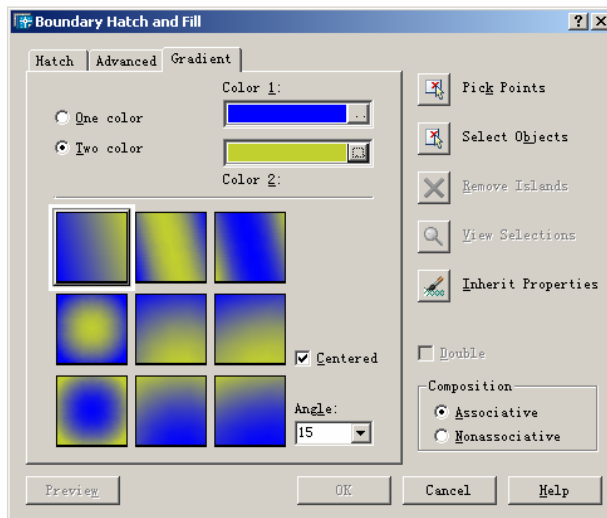 Boundary Hatch and Fill
Hatch Advanced Gradient
Color 1:
One color
..
Two color
Color 2:
Centered
Angle:
15
Pick Points
Select Objects
Remove Islands
View Selections
Inherit Properties
Double
Composition
Associative
Nonassociative
Preview OK Cancel Help